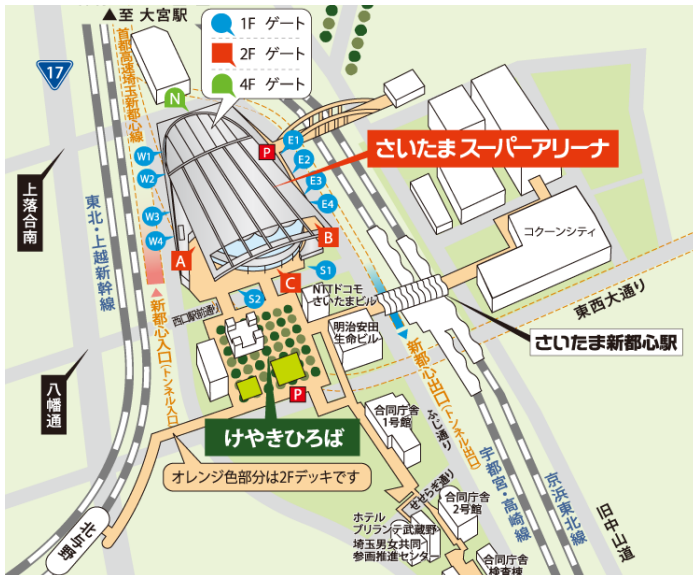 ▲至 大宮駅
1F ゲート
2F ゲート
4F ゲート
17
首都高速埼玉新都心線
N
P
E1
E2
E3
E4
W1
W2
W3
W4
さいたまスーパーアリーナ
上落合南
東北・上越新幹線
A
B
C
S1
S2
コクーンシティ
NTTドコモ
さいたまビル
西口駅前通り
明治安田
生命ビル
東西大通り
さいたま新都心駅
新都心入口(トンネル入口)
新都心出口(トンネル出口)
八幡通
P
けやきひろば
合同庁舎
1号館
ふじ通り
オレンジ色部分は2Fデッキです
宇都宮・高崎線
京浜東北線
旧中山道
せせらぎ通り
合同庁舎
2号館
北与野
ホテル
ブリランテ武蔵野
埼玉男女共同
参画推進センター
合同庁舎
検査棟